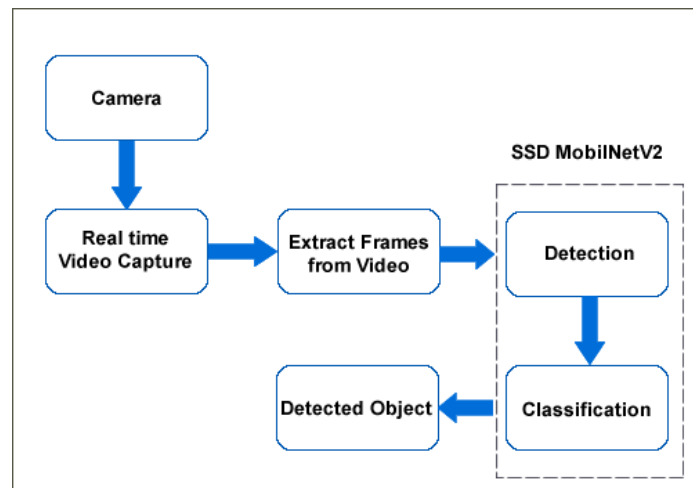 Camera
SSD MobilNetV2
Real time
Video Capture
Extract Frames
from Video
Detection
Detected Object
Classification